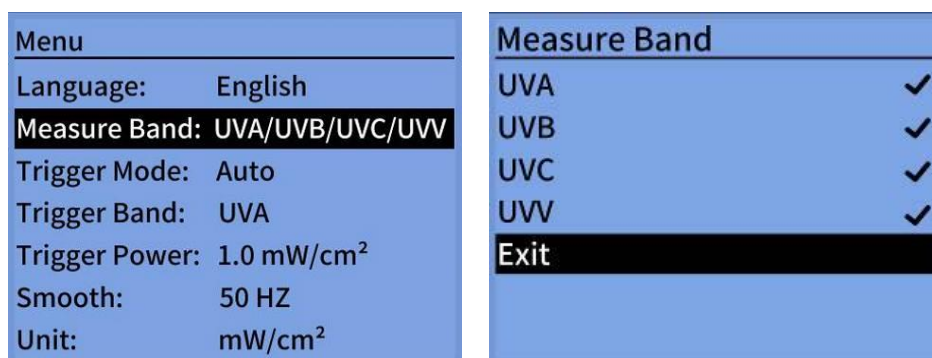 Menu
Language: English
Measure Band: UVA/UVB/UVC/UVV
Trigger Mode: Auto
Trigger Band: UVA
Trigger Power: 1.0 mW/cm²
Smooth: 50 HZ
Unit: mW/cm²
Measure Band
UVA ✓
UVB ✓
UVC ✓
UVV ✓
Exit